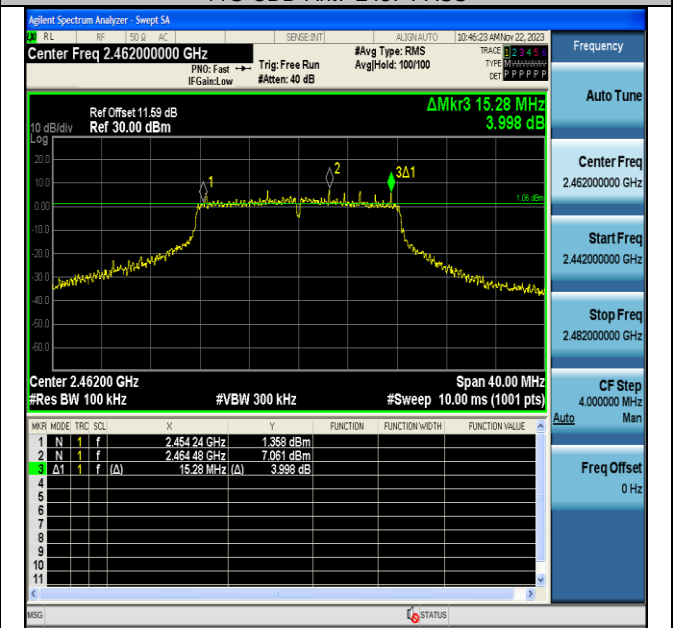 Agilent Spectrum Analyzer - Swept SA
LXI RL RF 50 Ω AC SENSE:INT ALIGN AUTO 10:46:23 AM Nov 22, 2023
Center Freq 2.462000000 GHz
#Avg Type: RMS
TRACE 1 2 3 4 5 6
PNO: Fast Trig: Free Run Avg|Hold: 100/100 TYPE
IFGain:Low #Atten: 40 dB DET P P P P P P
Ref Offset 11.59 dB
ΔMkr3 15.28 MHz
10 dB/div Ref 30.00 dBm
3.998 dB
Log
20.0
10.0
0.00
-10.0
-20.0
-30.0
-40.0
-50.0
-60.0
1
2
3Δ1
1.06 dBm
Center 2.46200 GHz Span 40.00 MHz
#Res BW 100 kHz #VBW 300 kHz #Sweep 10.00 ms (1001 pts)
MKR MODE TRC SCL X Y FUNCTION FUNCTION WIDTH FUNCTION VALUE
1 N 1 f 2.454 24 GHz 1.358 dBm
2 N 1 f 2.464 48 GHz 7.061 dBm
3 Δ1 1 f (Δ) 15.28 MHz (Δ) 3.998 dB
4
5
6
7
8
9
10
11
MSG STATUS
Frequency
Auto Tune
Center Freq
2.462000000 GHz
Start Freq
2.442000000 GHz
Stop Freq
2.482000000 GHz
CF Step
4.000000 MHz
Auto Man
Freq Offset
0 Hz